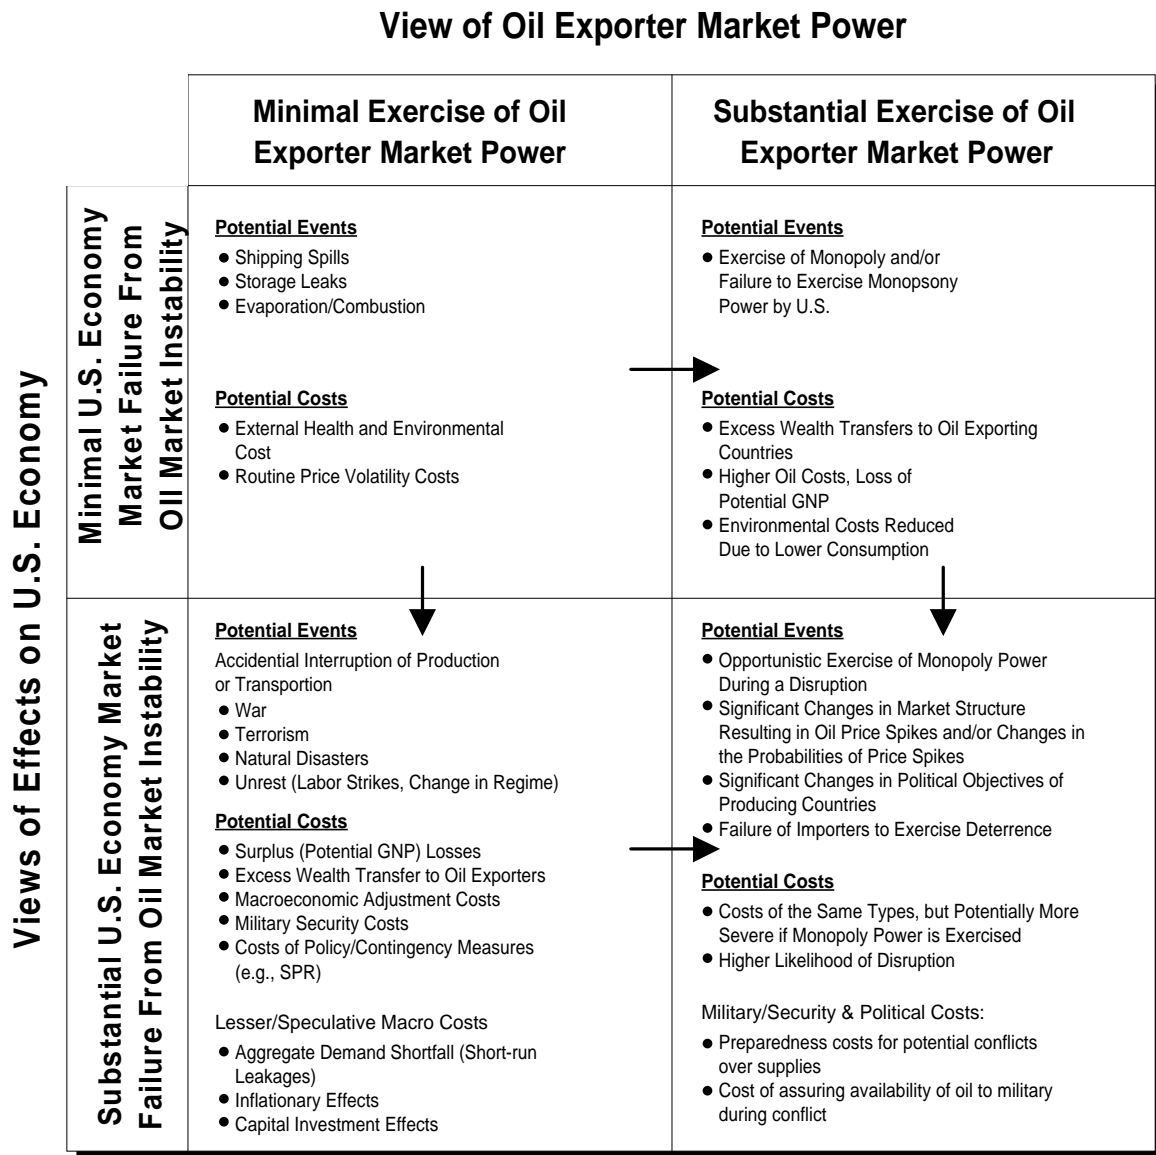 View of Oil Exporter Market Power
Minimal Exercise of Oil
Exporter Market Power
Substantial Exercise of Oil
Exporter Market Power
Views of Effects on U.S. Economy
Minimal U.S. Economy
Market Failure From
OIl Market Instability
Potential Events
● Shipping Spills
● Storage Leaks
● Evaporation/Combustion
Potential Costs
● External Health and Environmental
Cost
● Routine Price Volatility Costs
Potential Events
● Exercise of Monopoly and/or
Failure to Exercise Monopsony
Power by U.S.
Potential Costs
● Excess Wealth Transfers to Oil Exporting
Countries
● Higher Oil Costs, Loss of
Potential GNP
● Environmental Costs Reduced
Due to Lower Consumption
Substantial U.S. Economy Market
Failure From Oil Market Instability
Potential Events
Accidential Interruption of Production
or Transportion
● War
● Terrorism
● Natural Disasters
● Unrest (Labor Strikes, Change in Regime)
Potential Costs
● Surplus (Potential GNP) Losses
● Excess Wealth Transfer to Oil Exporters
● Macroeconomic Adjustment Costs
● Military Security Costs
● Costs of Policy/Contingency Measures
(e.g., SPR)
Lesser/Speculative Macro Costs
● Aggregate Demand Shortfall (Short-run
Leakages)
● Inflationary Effects
● Capital Investment Effects
Potential Events
● Opportunistic Exercise of Monopoly Power
During a Disruption
● Significant Changes in Market Structure
Resulting in Oil Price Spikes and/or Changes in
the Probabilities of Price Spikes
● Significant Changes in Political Objectives of
Producing Countries
● Failure of Importers to Exercise Deterrence
Potential Costs
● Costs of the Same Types, but Potentially More
Severe if Monopoly Power is Exercised
● Higher Likelihood of Disruption
Military/Security & Political Costs:
● Preparedness costs for potential conflicts
over supplies
● Cost of assuring availability of oil to military
during conflict